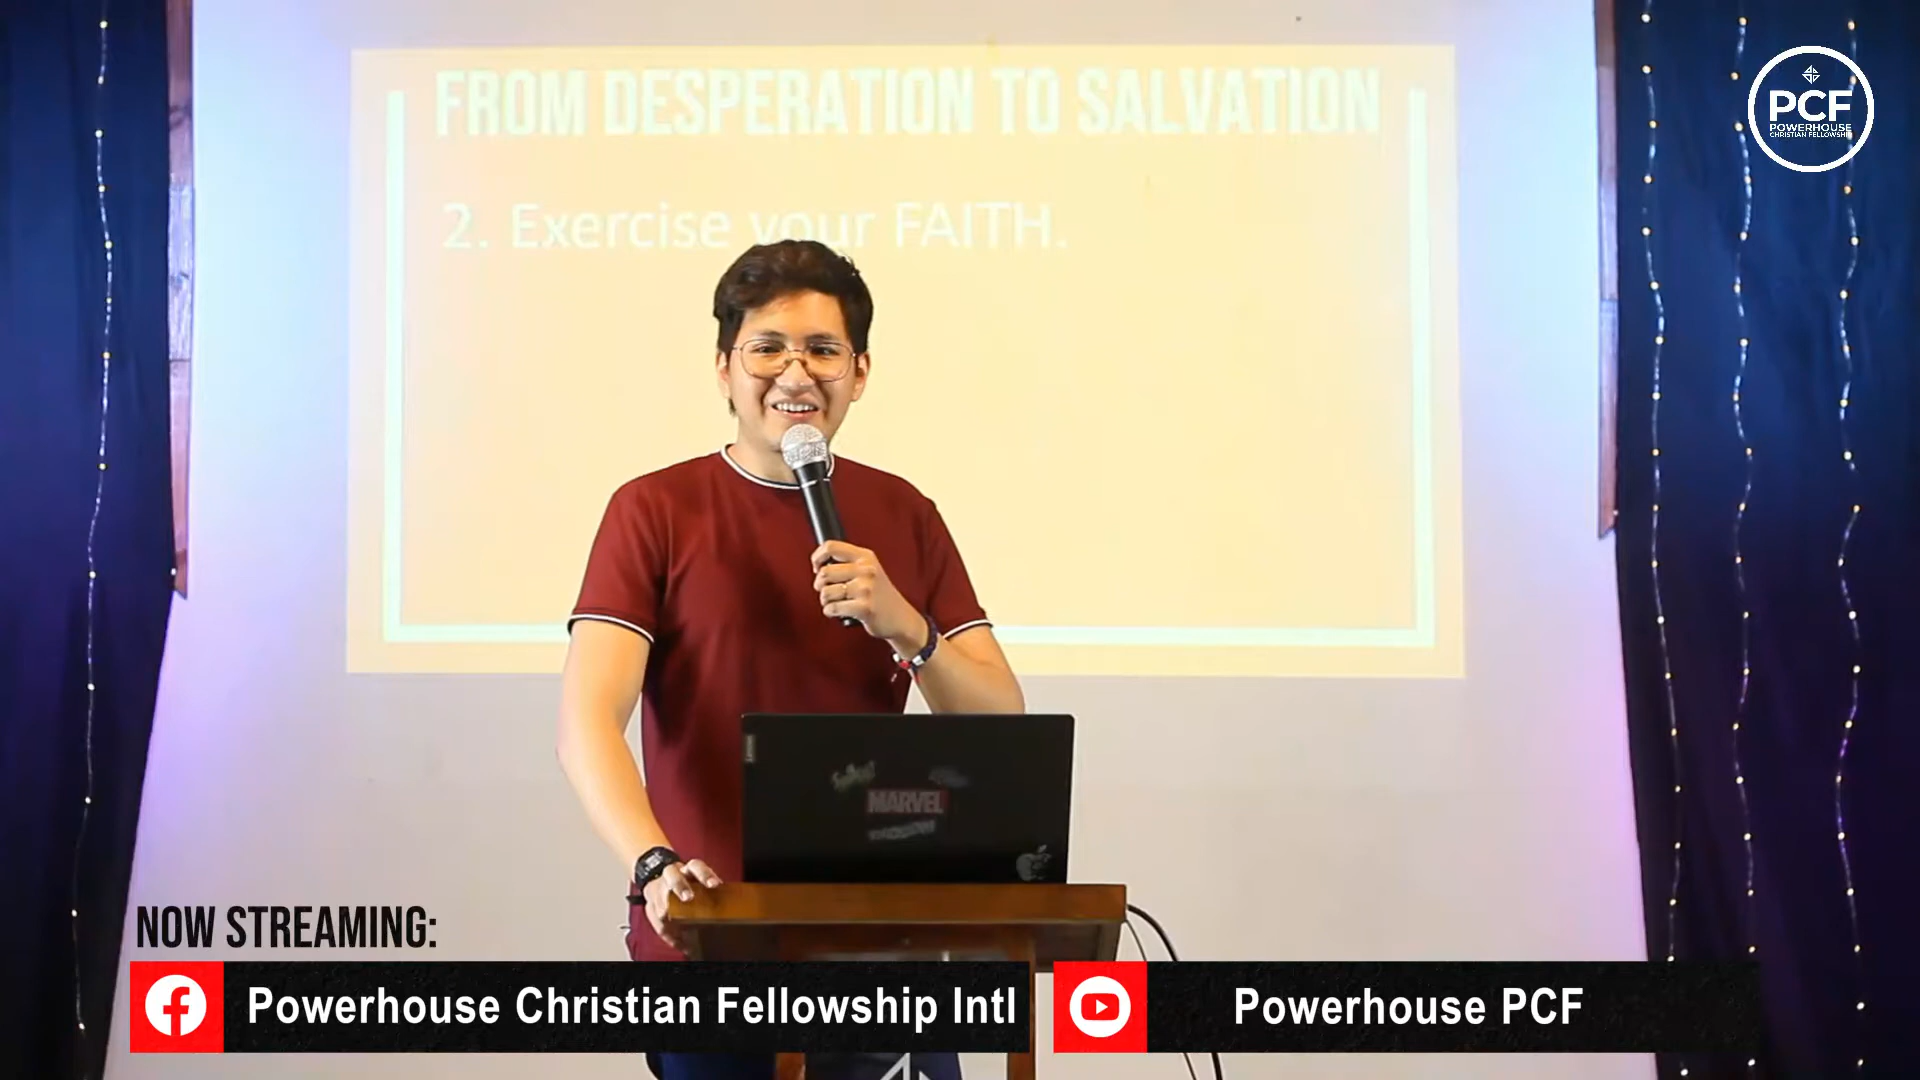 FROM DESPERATION TO SALVATION
2. Exercise your FAITH.
PCF
POWERHOUSE
CHRISTIAN FELLOWSHIP
Lenovo
MARVEL
NOW STREAMING:
Powerhouse Christian Fellowship Intl
Powerhouse PCF